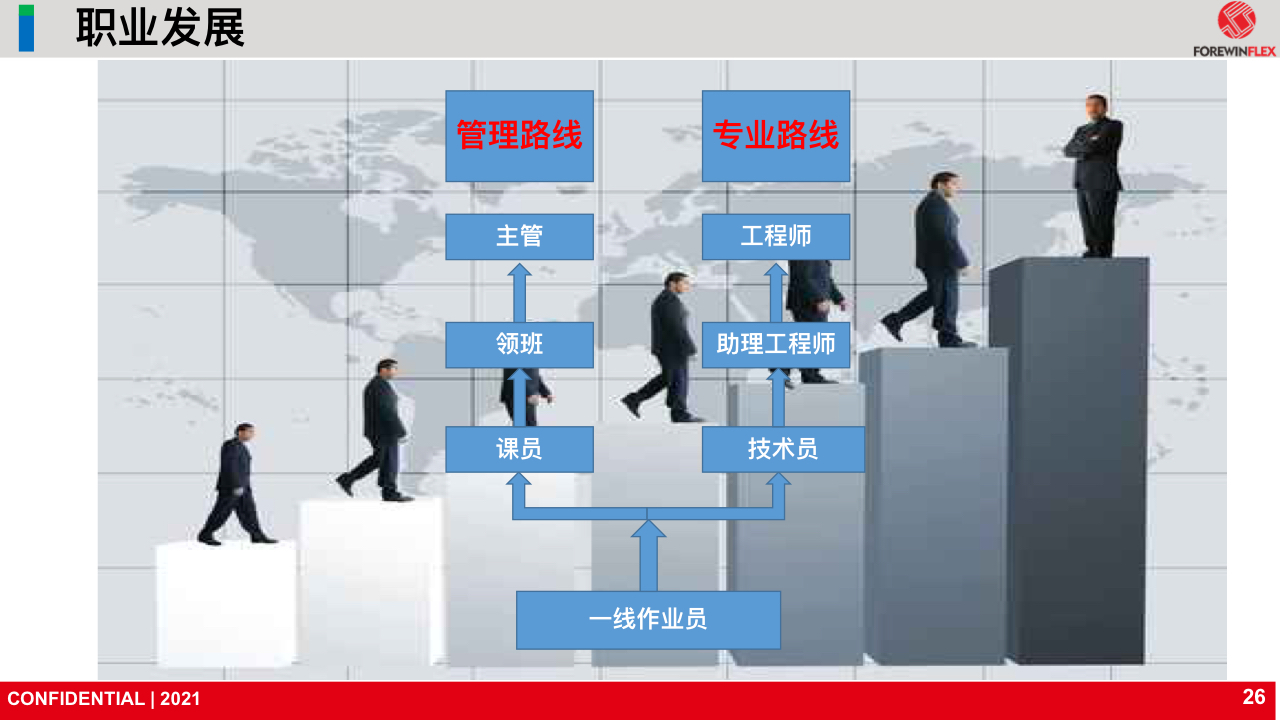 职业发展
FOREWINFLEX
管理路线
专业路线
主管
工程师
领班
助理工程师
课员
技术员
一线作业员
CONFIDENTIAL | 2021
26